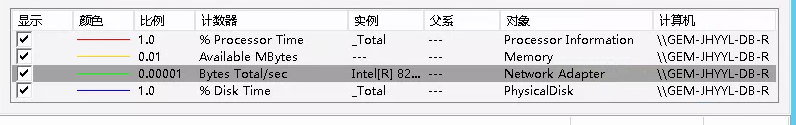 显示 颜色 比例 计数器 实例 父系 对象 计算机
1.0 % Processor Time _Total --- Processor Information \\GEM-JHYYL-DB-R
0.01 Available MBytes --- --- Memory \\GEM-JHYYL-DB-R
0.00001 Bytes Total/sec Intel[R] 82... --- Network Adapter \\GEM-JHYYL-DB-R
1.0 % Disk Time _Total --- PhysicalDisk \\GEM-JHYYL-DB-R